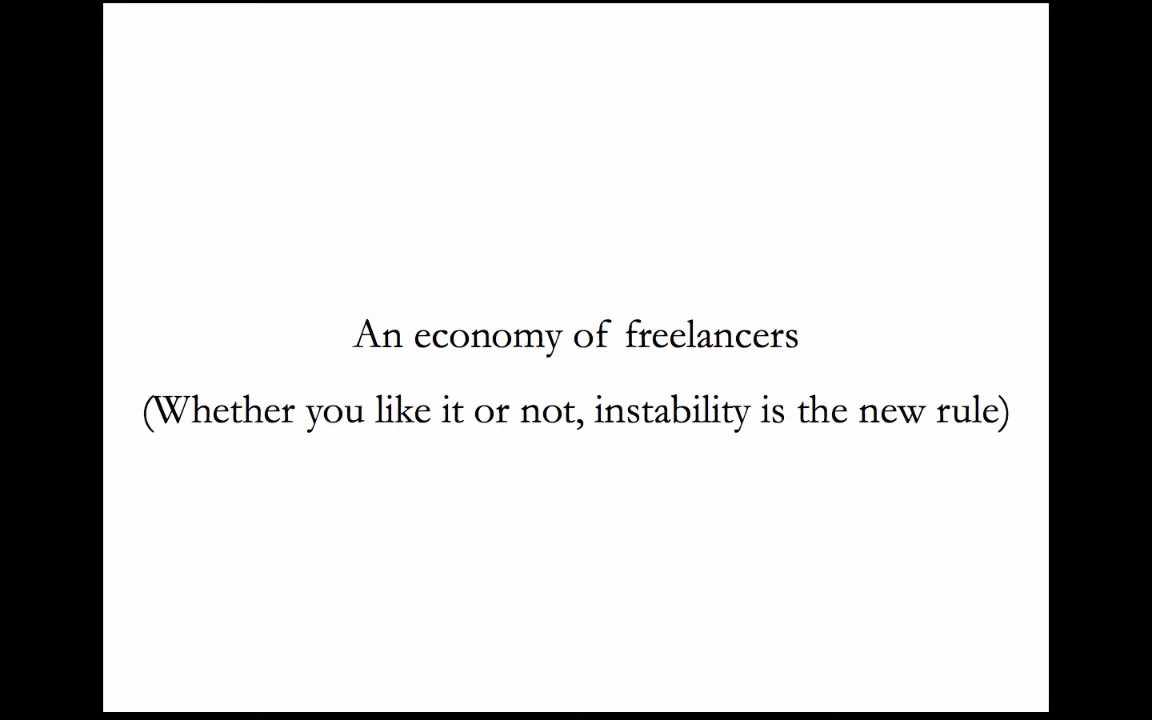 An economy of freelancers
(Whether you like it or not, instability is the new rule)